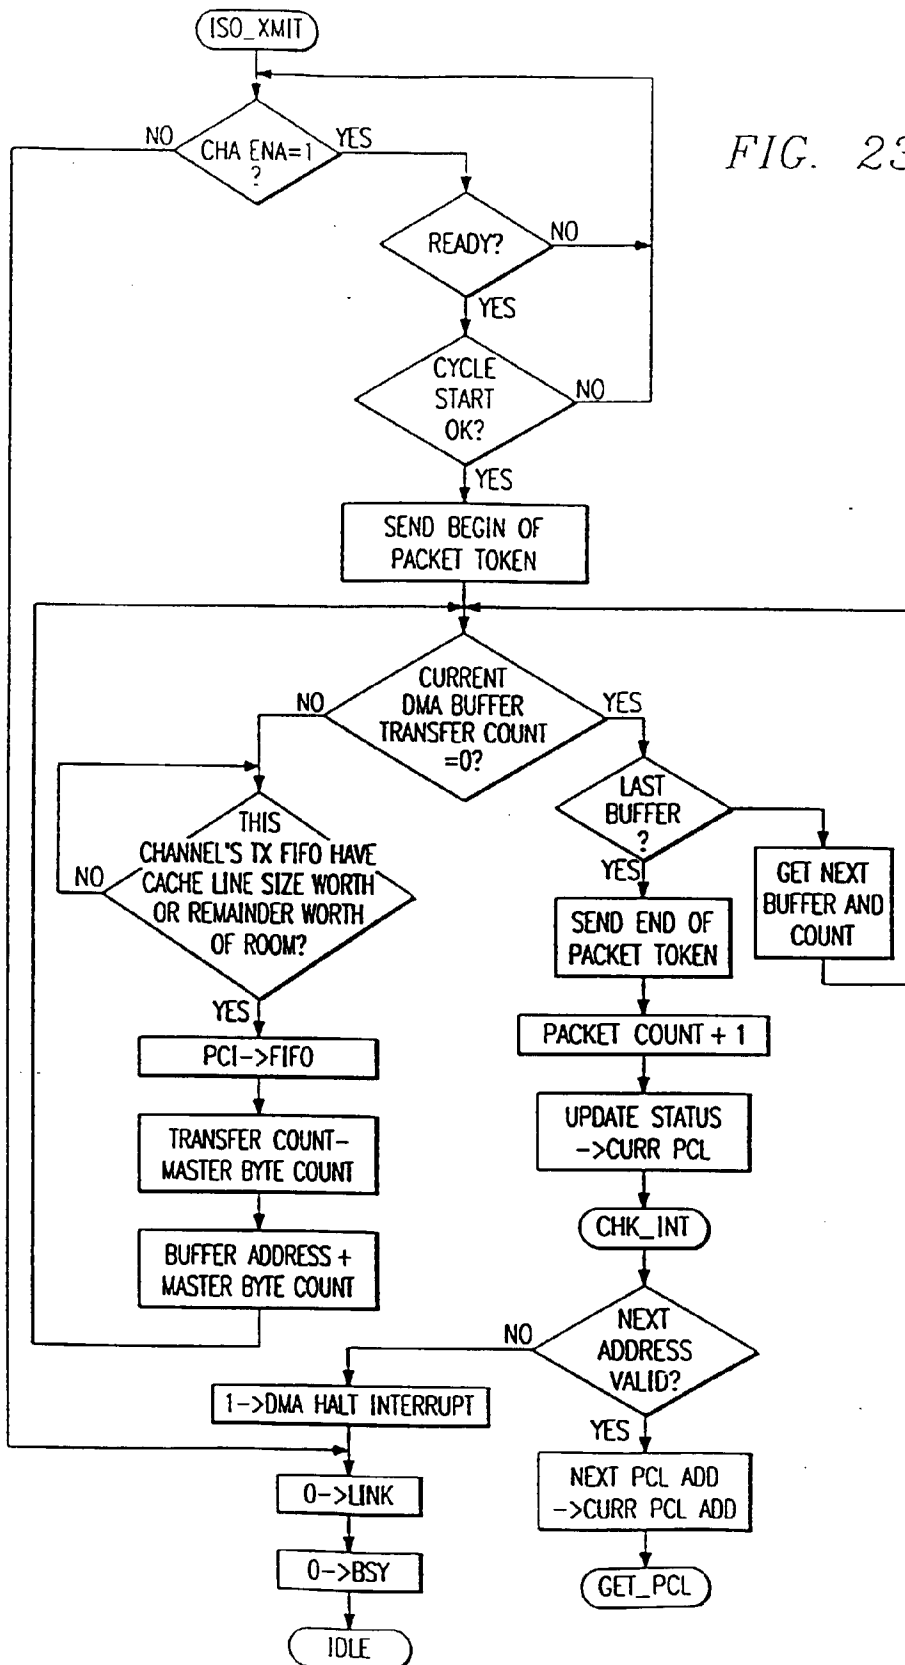 ISO_XMIT
NO
YES
CHA ENA=1
?
FIG. 23
READY?
NO
YES
CYCLE
START
OK?
NO
YES
SEND BEGIN OF
PACKET TOKEN
CURRENT
DMA BUFFER
TRANSFER COUNT
=0?
NO
YES
THIS
CHANNEL'S TX FIFO HAVE
CACHE LINE SIZE WORTH
OR REMAINDER WORTH
OF ROOM?
NO
YES
PCI->FIFO
TRANSFER COUNT-
MASTER BYTE COUNT
BUFFER ADDRESS +
MASTER BYTE COUNT
LAST
BUFFER
?
YES
GET NEXT
BUFFER AND
COUNT
SEND END OF
PACKET TOKEN
PACKET COUNT + 1
UPDATE STATUS
->CURR PCL
CHK_INT
NEXT
ADDRESS
VALID?
NO
YES
1->DMA HALT INTERRUPT
0->LINK
0->BSY
IDLE
NEXT PCL ADD
->CURR PCL ADD
GET_PCL